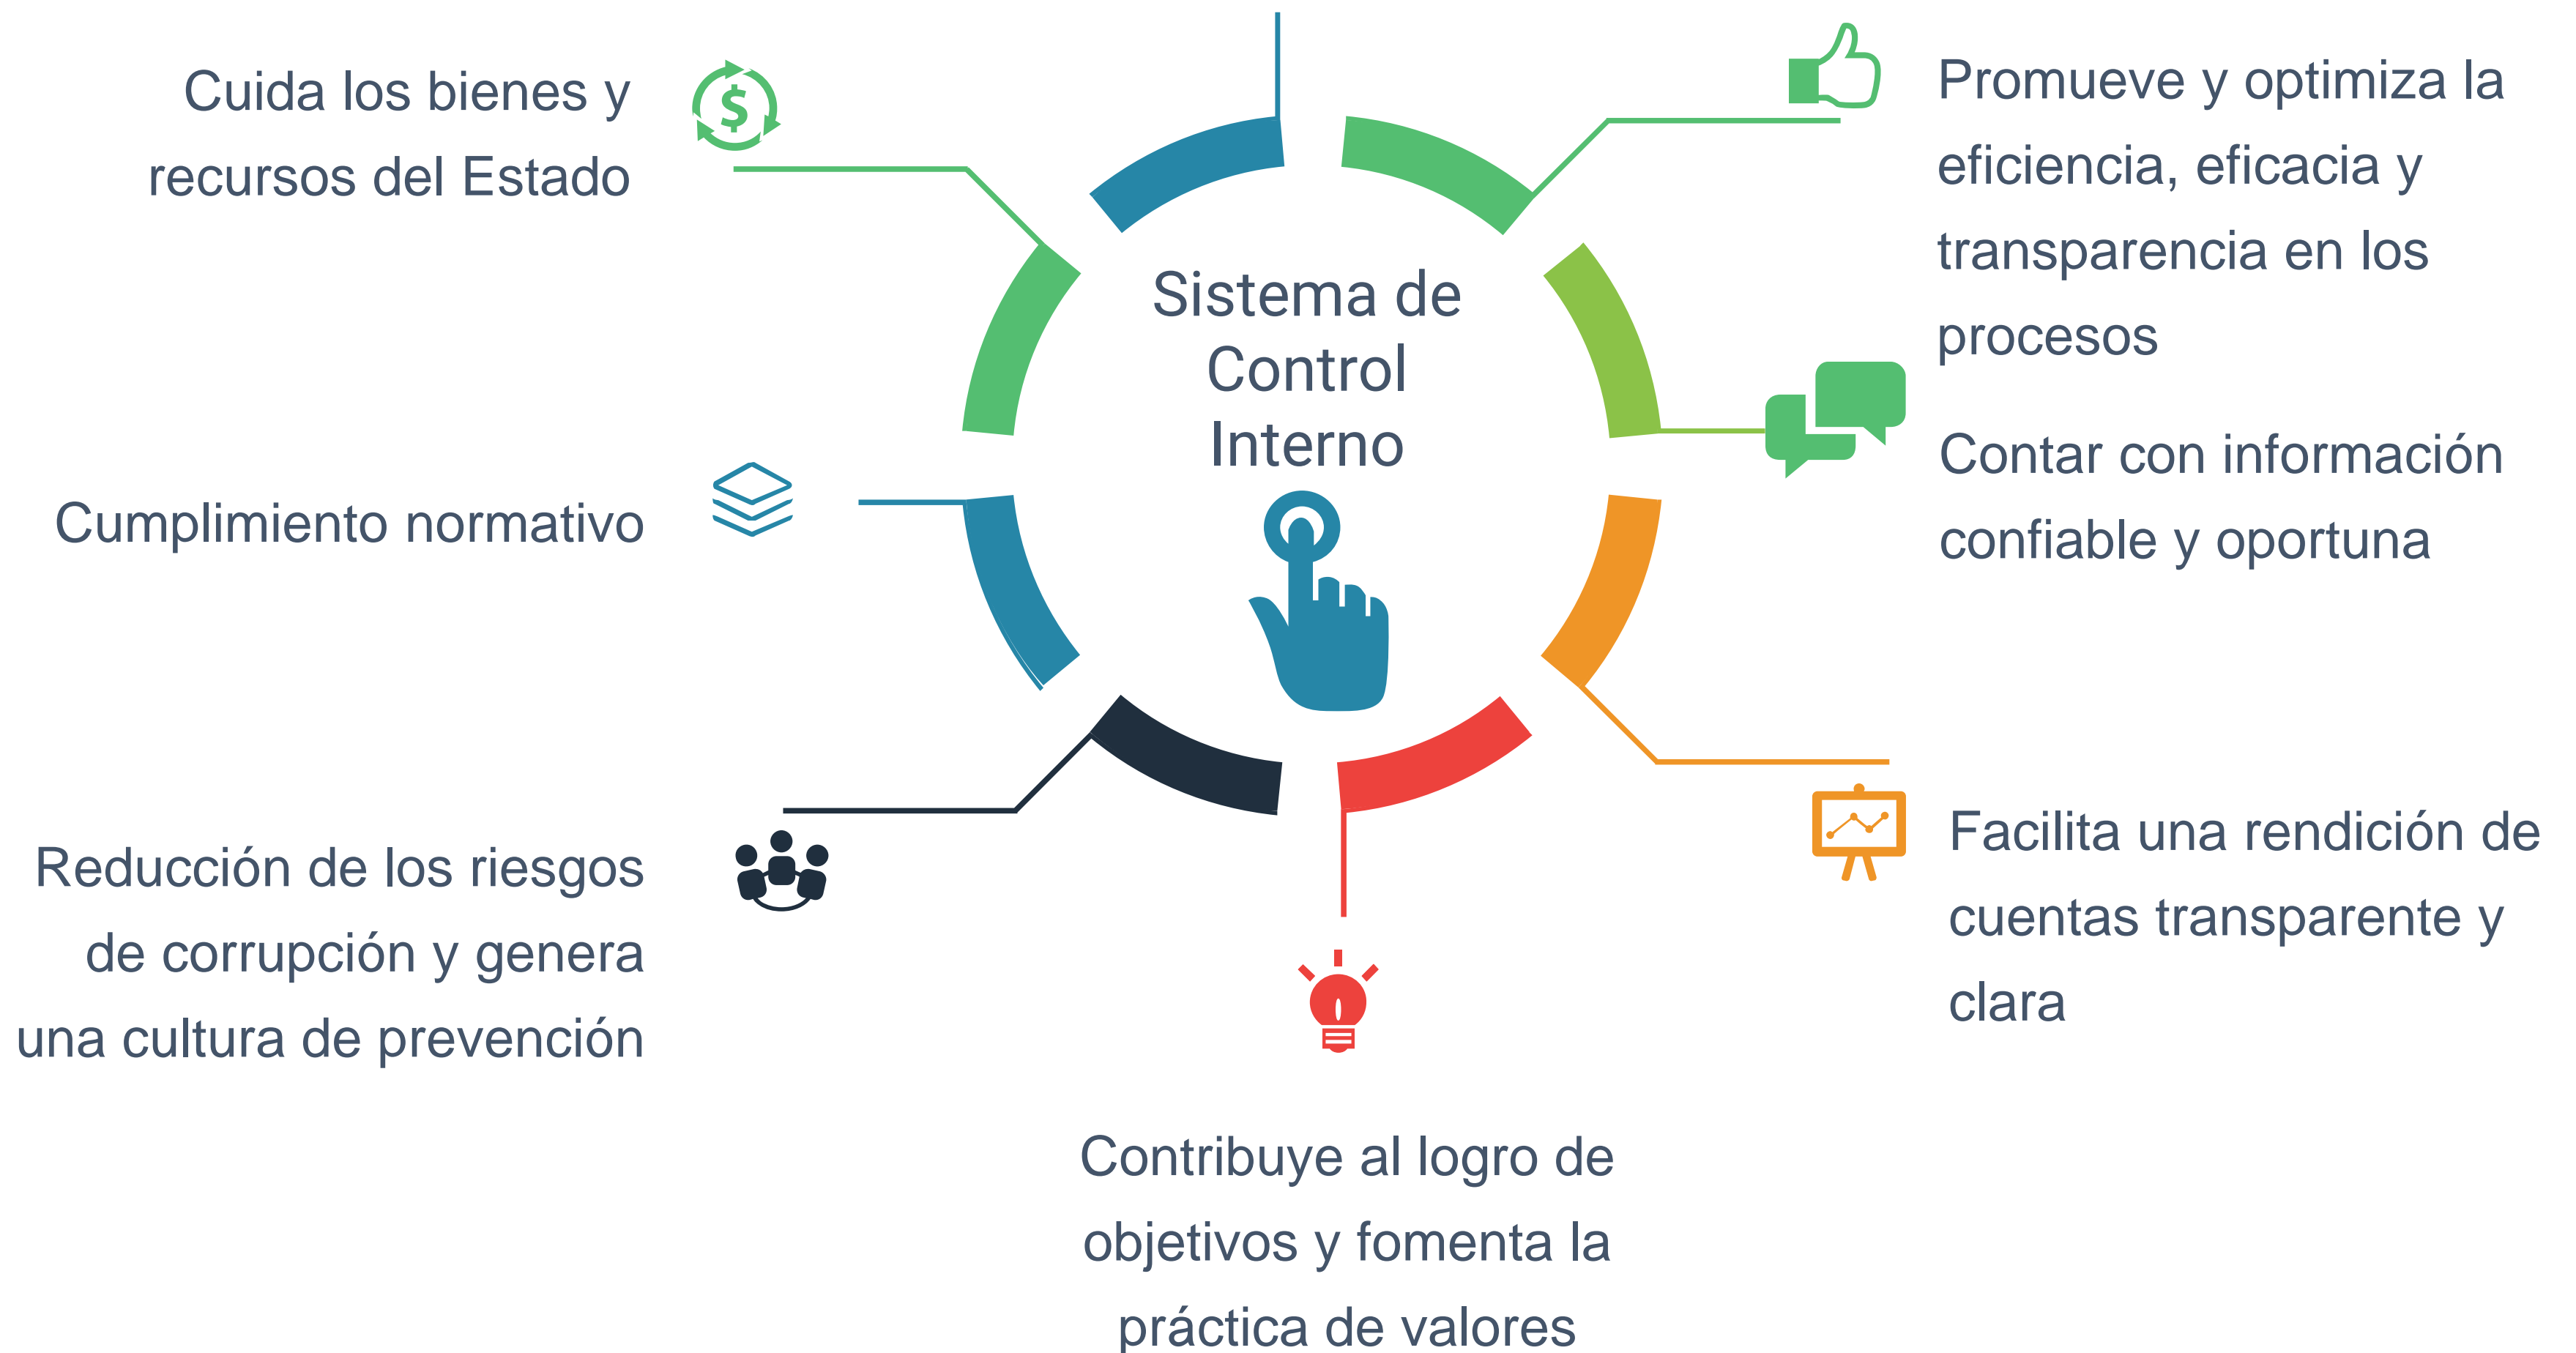 Cuida los bienes y
recursos del Estado
Promueve y optimiza la
eficiencia, eficacia y
transparencia en los
procesos
Sistema de
Control
Interno
$
Cumplimiento normativo
Contar con información
confiable y oportuna
Reducción de los riesgos
de corrupción y genera
una cultura de prevención
Facilita una rendición de
cuentas transparente y
clara
Contribuye al logro de
objetivos y fomenta la
práctica de valores